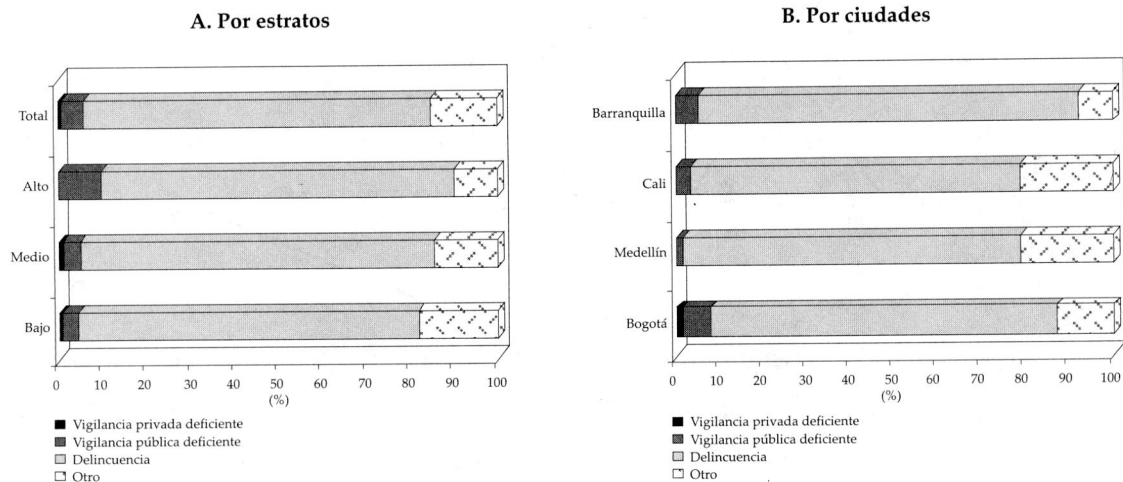 A. Por estratos
Total
Alto
Medio
Bajo
0 10 20 30 40 50 60 70 80 90 100
(%)
Vigilancia privada deficiente
Vigilancia pública deficiente
Delincuencia
Otro
B. Por ciudades
Barranquilla
Cali
Medellín
Bogotá
0 10 20 30 40 50 60 70 80 90 100
(%)
Vigilancia privada deficiente
Vigilancia pública deficiente
Delincuencia
Otro